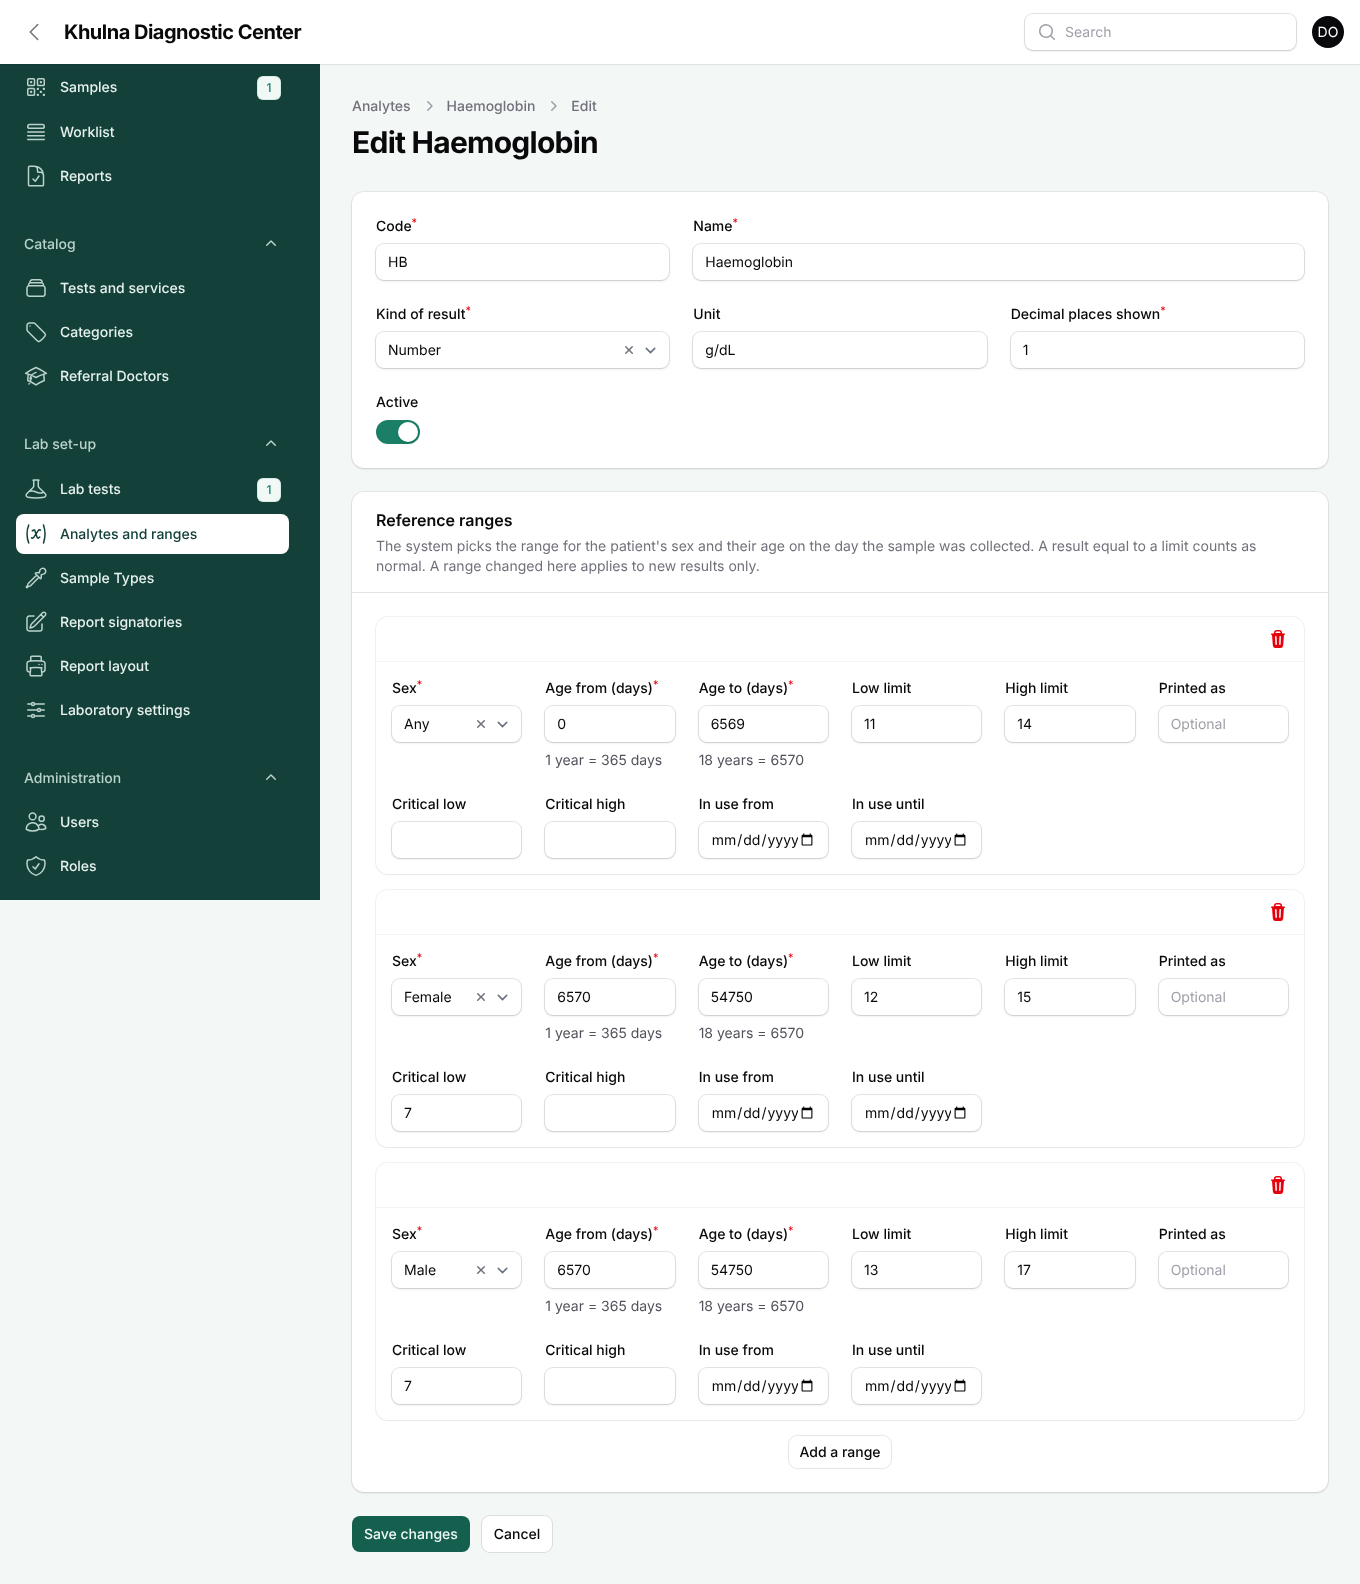 Khulna Diagnostic Center
Search
DO
Samples
1
Worklist
Reports
Catalog
Tests and services
Categories
Referral Doctors
Lab set-up
Lab tests
1
Analytes and ranges
Sample Types
Report signatories
Report layout
Laboratory settings
Administration
Users
Roles
Analytes > Haemoglobin > Edit
Edit Haemoglobin
Code* Name*
HB Haemoglobin
Kind of result* Unit Decimal places shown*
Number g/dL 1
Active
Reference ranges
The system picks the range for the patient's sex and their age on the day the sample was collected. A result equal to a limit counts as
normal. A range changed here applies to new results only.
Sex* Age from (days)* Age to (days)* Low limit High limit Printed as
Any 0 6569 11 14 Optional
1 year = 365 days 18 years = 6570
Critical low Critical high In use from In use until
mm/dd/yyyy mm/dd/yyyy
Sex* Age from (days)* Age to (days)* Low limit High limit Printed as
Female 6570 54750 12 15 Optional
1 year = 365 days 18 years = 6570
Critical low Critical high In use from In use until
7 mm/dd/yyyy mm/dd/yyyy
Sex* Age from (days)* Age to (days)* Low limit High limit Printed as
Male 6570 54750 13 17 Optional
1 year = 365 days 18 years = 6570
Critical low Critical high In use from In use until
7 mm/dd/yyyy mm/dd/yyyy
Add a range
Save changes Cancel